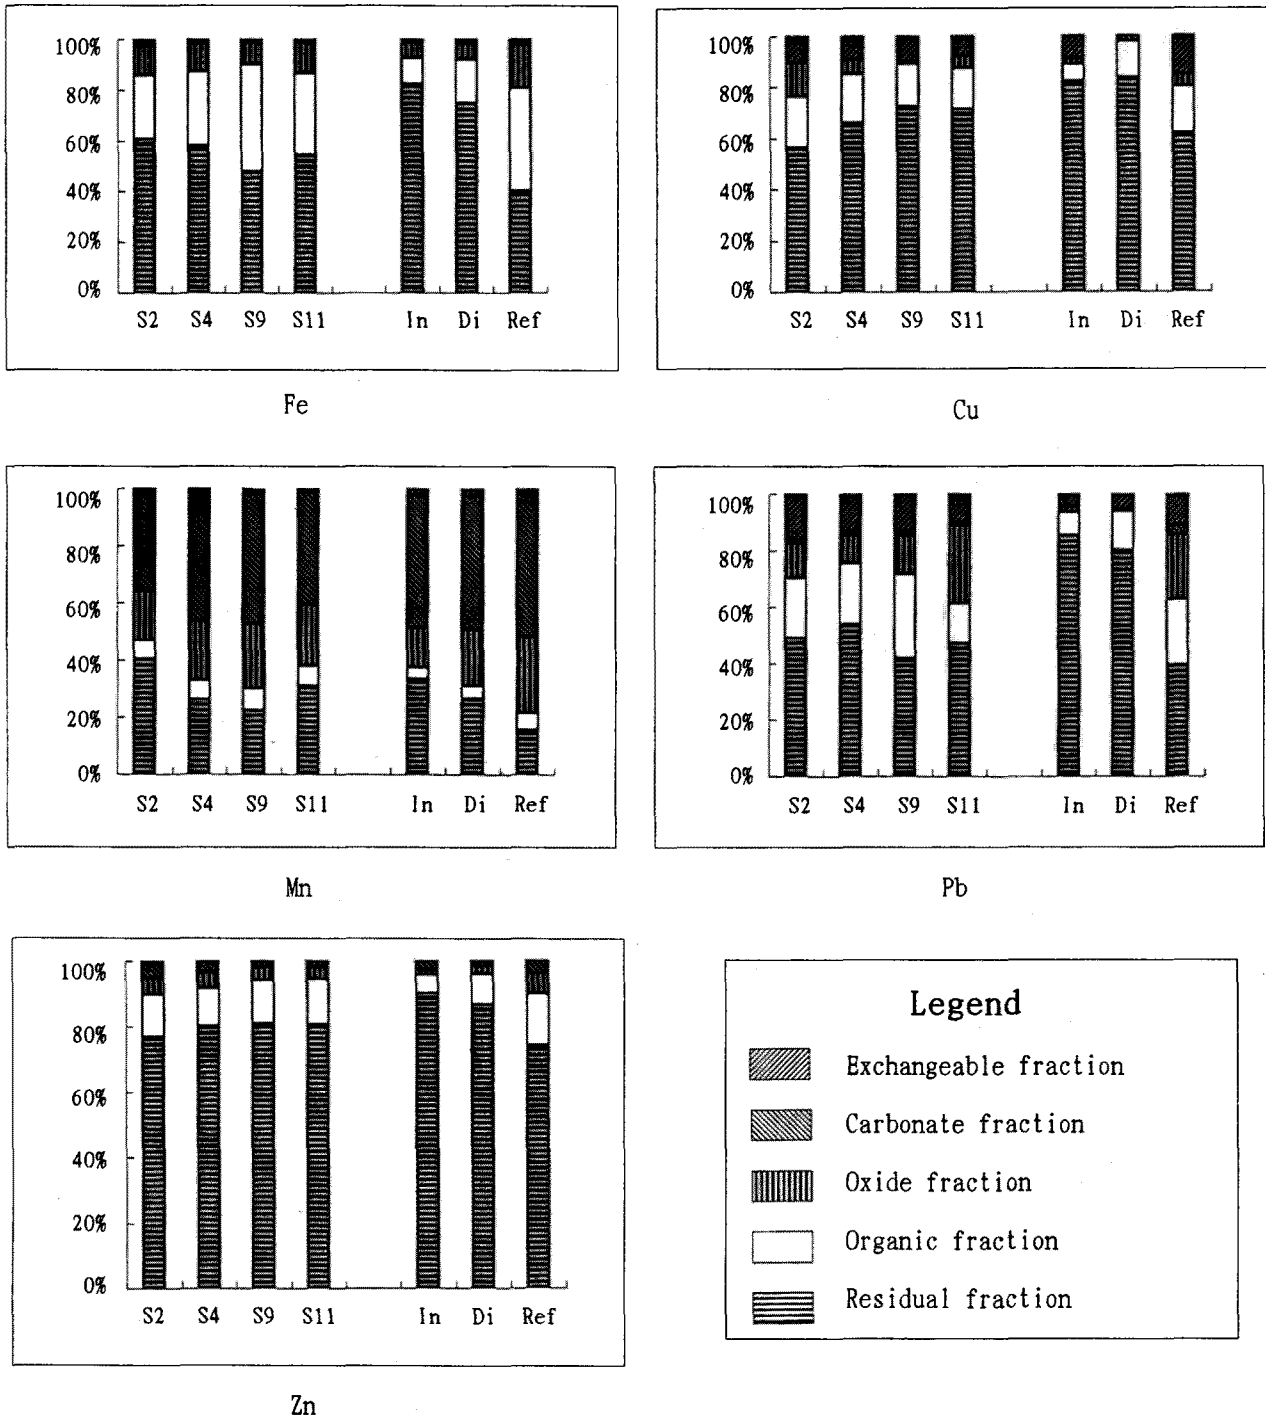 100%
80%
60%
40%
20%
0%
S2 S4 S9 S11 In Di Ref
Fe
100%
80%
60%
40%
20%
0%
S2 S4 S9 S11 In Di Ref
Cu
100%
80%
60%
40%
20%
0%
S2 S4 S9 S11 In Di Ref
Mn
100%
80%
60%
40%
20%
0%
S2 S4 S9 S11 In Di Ref
Pb
100%
80%
60%
40%
20%
0%
S2 S4 S9 S11 In Di Ref
Zn
Legend
Exchangeable fraction
Carbonate fraction
Oxide fraction
Organic fraction
Residual fraction